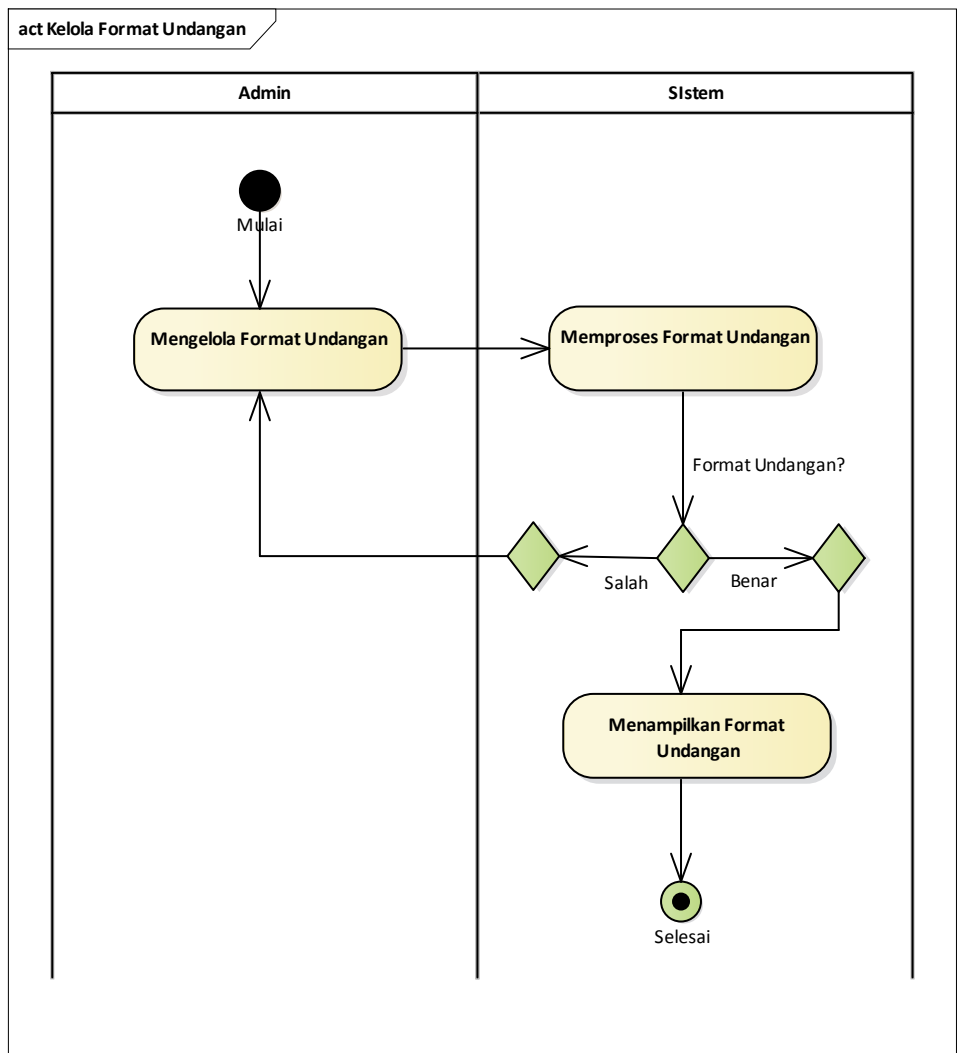 act Kelola Format Undangan
Admin
SIstem
Mulai
Mengelola Format Undangan
Memproses Format Undangan
Format Undangan?
Salah
Benar
Menampilkan Format
Undangan
Selesai